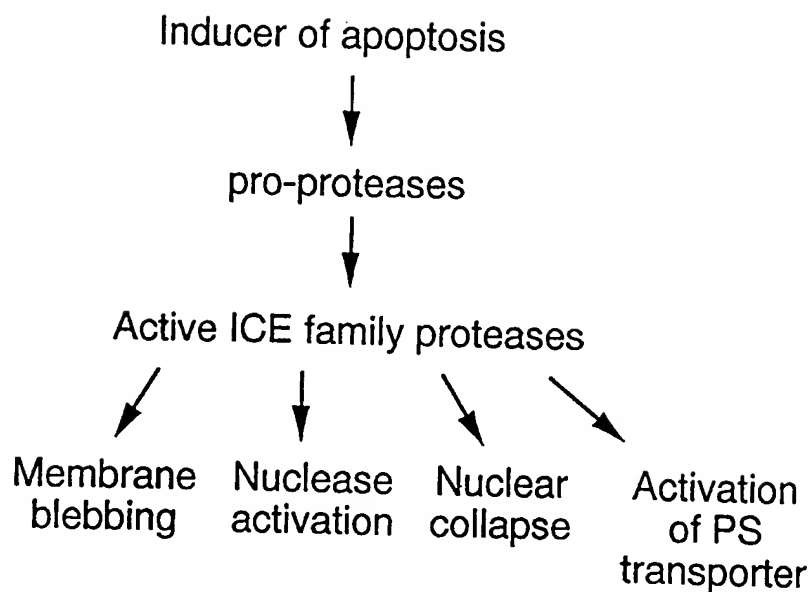 Inducer of apoptosis
pro-proteases
Active ICE family proteases
Membrane
blebbing
Nuclease
activation
Nuclear
collapse
Activation
of PS
transporter